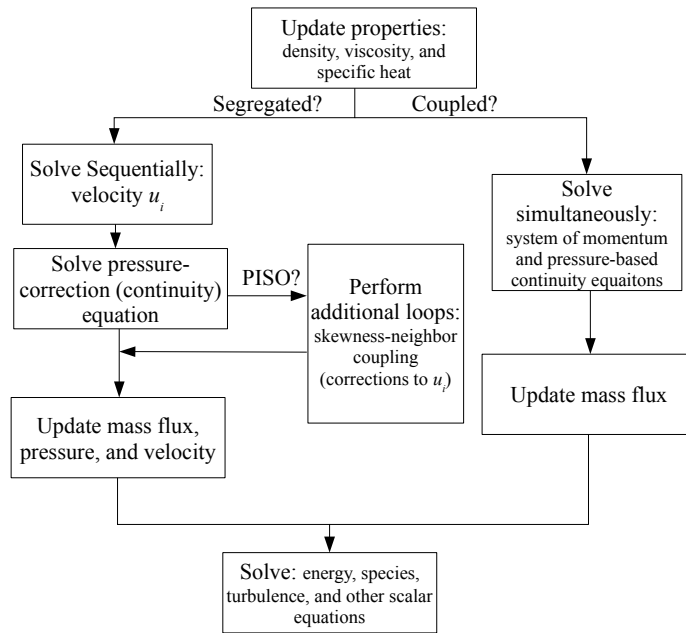 Update properties:
density, viscosity, and
specific heat
Segregated?
Coupled?
Solve Sequentially:
velocity u_i
Solve pressure-
correction (continuity)
equation
PISO?
Perform
additional loops:
skewness-neighbor
coupling
(corrections to u_i)
Update mass flux,
pressure, and velocity
Solve
simultaneously:
system of momentum
and pressure-based
continuity equaitons
Update mass flux
Solve: energy, species,
turbulence, and other scalar
equations